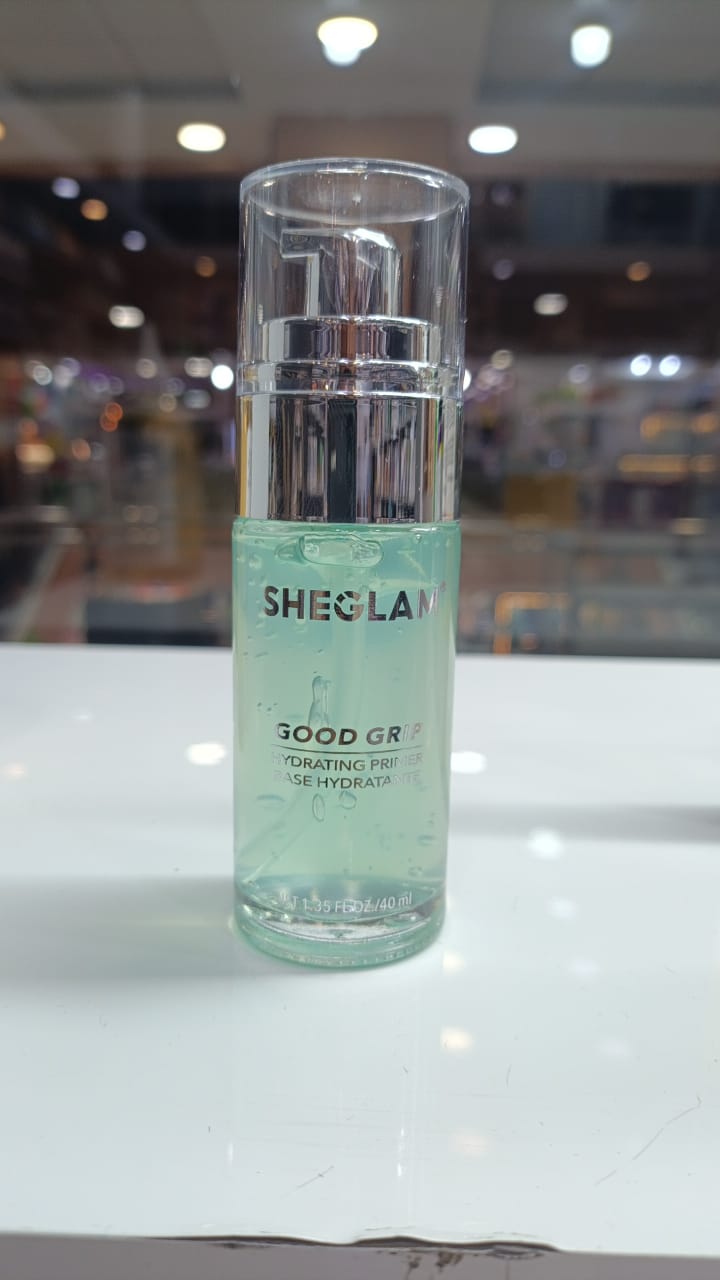 SHEGLAM
GOOD GRIP
HYDRATING PRIMER
BASE HYDRATANTE
1.35 FL.OZ./40 ml